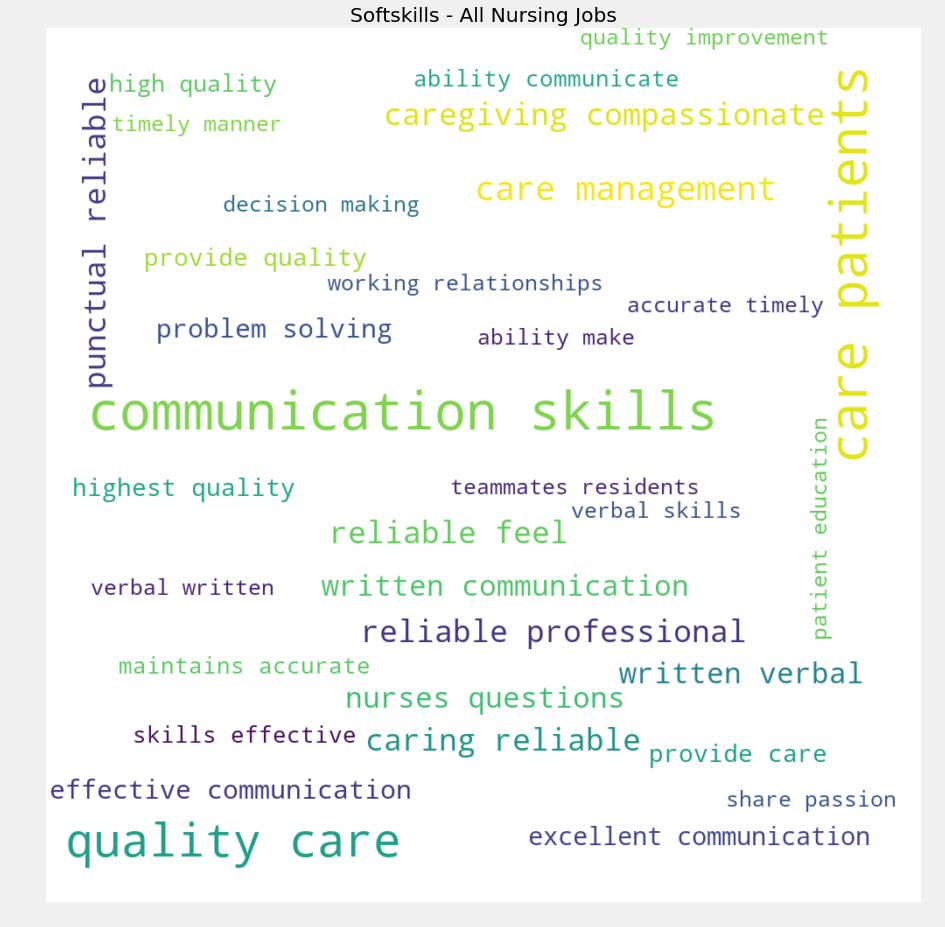 Softskills - All Nursing Jobs
quality improvement
ability communicate
high quality
caregiving compassionate
timely manner
punctual reliable
care patients
care management
decision making
provide quality
working relationships
accurate timely
problem solving
ability make
communication skills
patient education
highest quality
teammates residents
verbal skills
reliable feel
written communication
verbal written
reliable professional
maintains accurate
written verbal
nurses questions
skills effective
caring reliable
provide care
effective communication
share passion
quality care
excellent communication